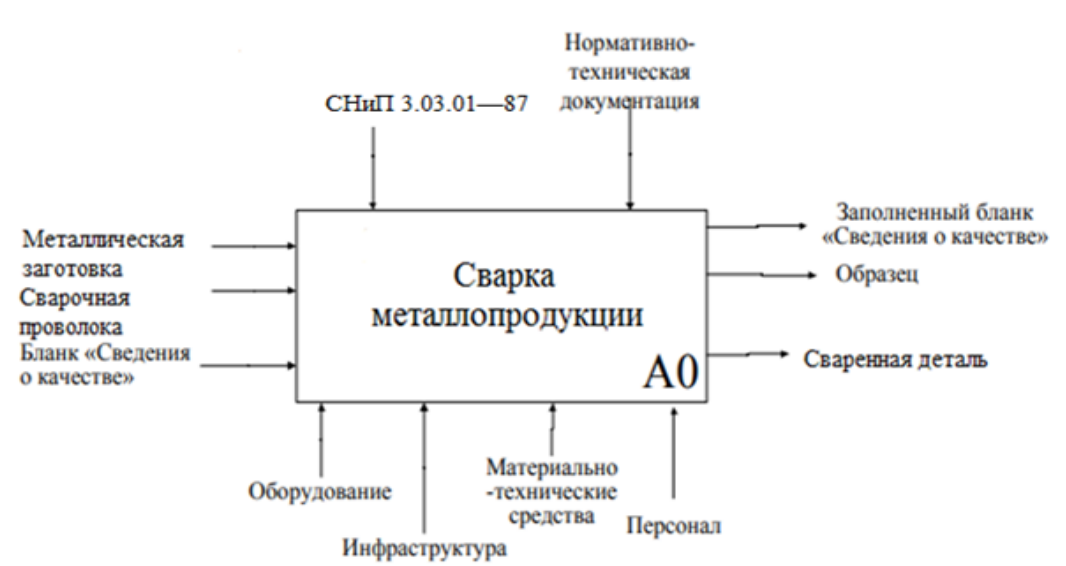 Нормативно-
техническая
документация
СНиП 3.03.01—87
Металлическая
заготовка
Сварочная
проволока
Бланк «Сведения
о качестве»
Сварка
металлопродукции
А0
Заполненный бланк
«Сведения о качестве»
Образец
Сваренная деталь
Оборудование
Инфраструктура
Материально
-технические
средства
Персонал